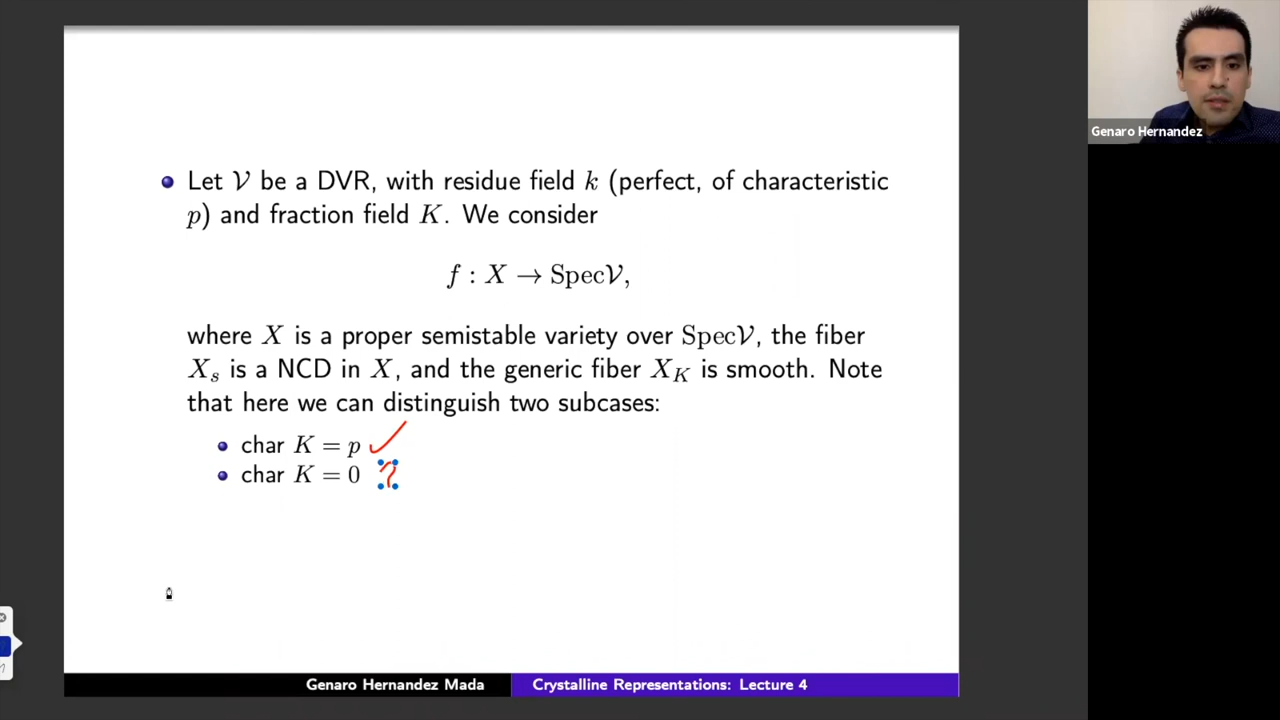 Let 𝒱 be a DVR, with residue field k (perfect, of characteristic
p) and fraction field K. We consider
f : X → Spec𝒱,
where X is a proper semistable variety over Spec𝒱, the fiber
X_s is a NCD in X, and the generic fiber X_K is smooth. Note
that here we can distinguish two subcases:
char K = p ✓
char K = 0 ?
Genaro Hernandez Mada
Crystalline Representations: Lecture 4
Genaro Hernandez